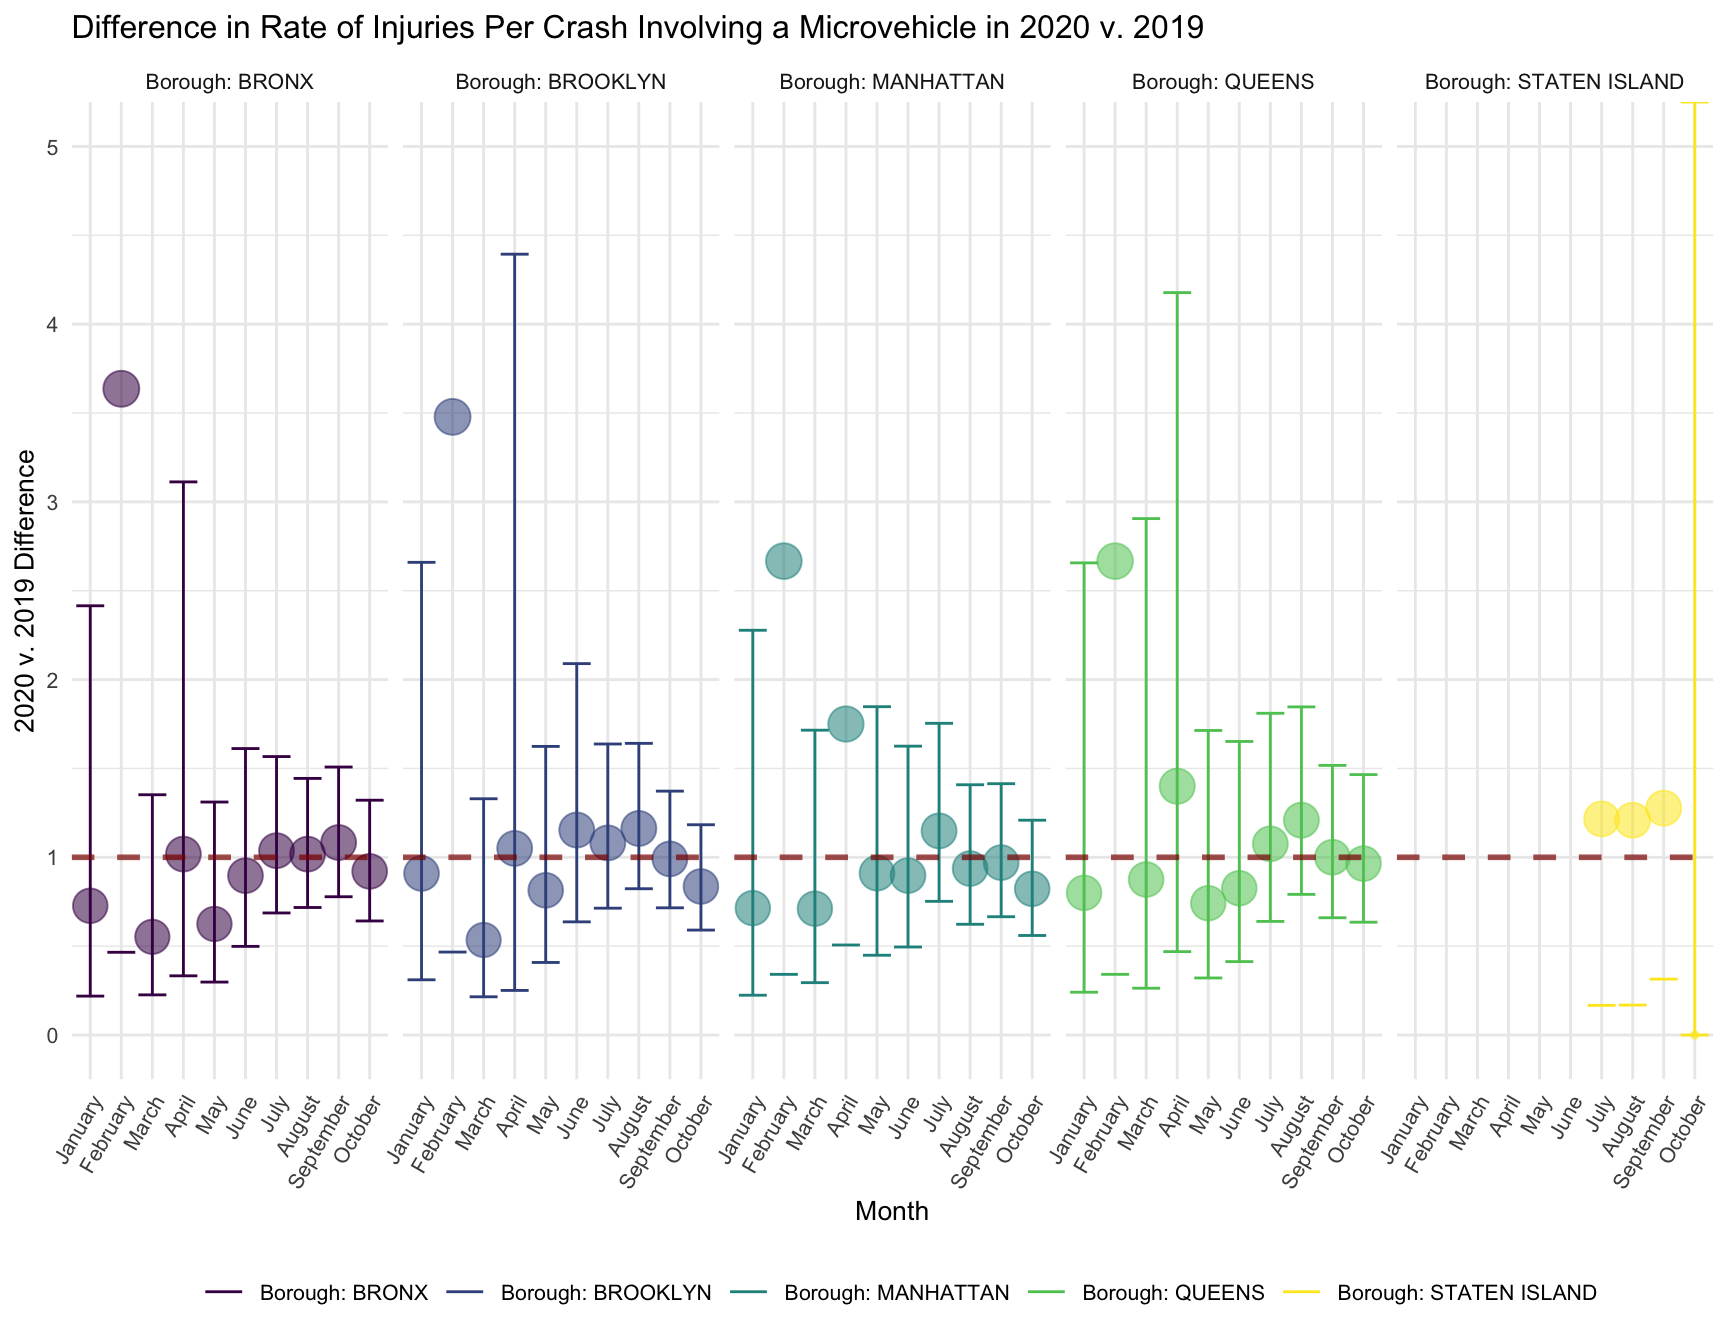 Difference in Rate of Injuries Per Crash Involving a Microvehicle in 2020 v. 2019
Borough: BRONX Borough: BROOKLYN Borough: MANHATTAN Borough: QUEENS Borough: STATEN ISLAND
2020 v. 2019 Difference
5
4
3
2
1
0
January February March April May June July August September October
January February March April May June July August September October
January February March April May June July August September October
January February March April May June July August September October
January February March April May June July August September October
Month
Borough: BRONX Borough: BROOKLYN Borough: MANHATTAN Borough: QUEENS Borough: STATEN ISLAND